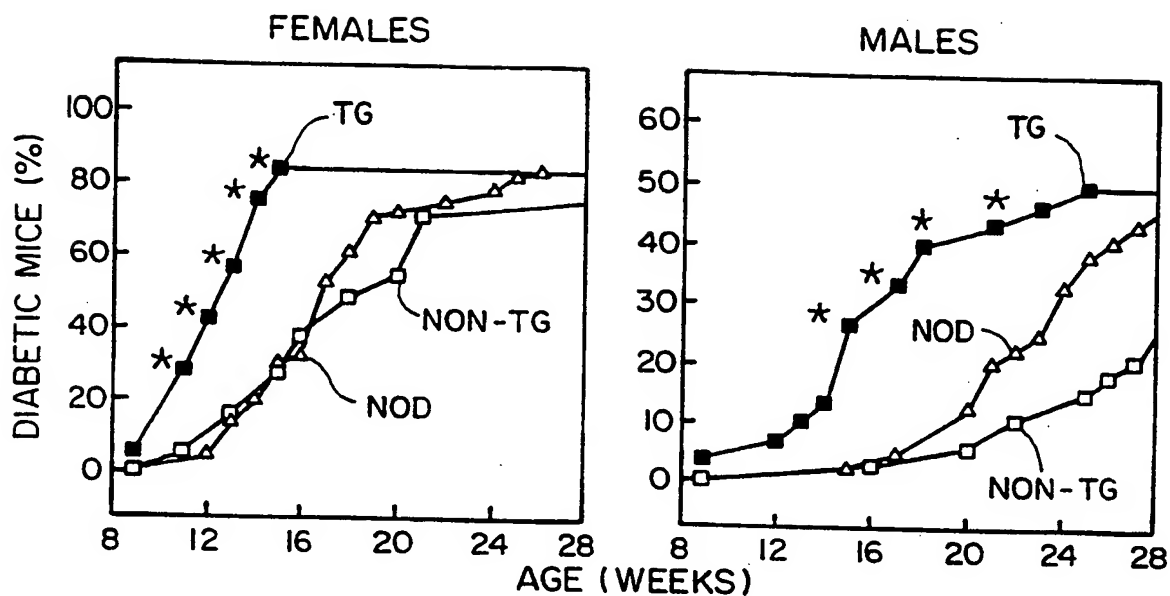 FEMALES
MALES
DIABETIC MICE (%)
100
80
60
40
20
0
TG
NON-TG
NOD
8
12
16
20
24
28
60
50
40
30
20
10
0
TG
NOD
NON-TG
8
12
16
20
24
28
AGE (WEEKS)